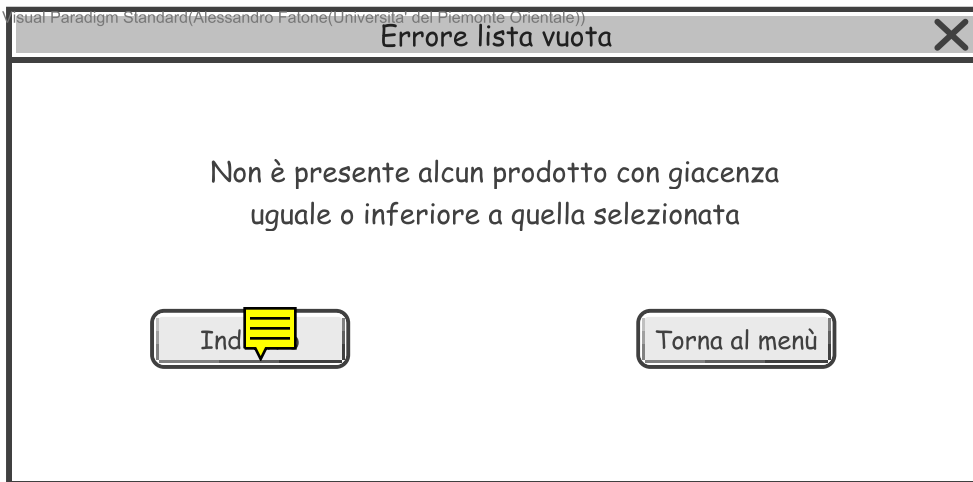 Visual Paradigm Standard(Alessandro Fatone(Universita' del Piemonte Orientale))
Errore lista vuota
Non è presente alcun prodotto con giacenza
uguale o inferiore a quella selezionata
Torna al menù